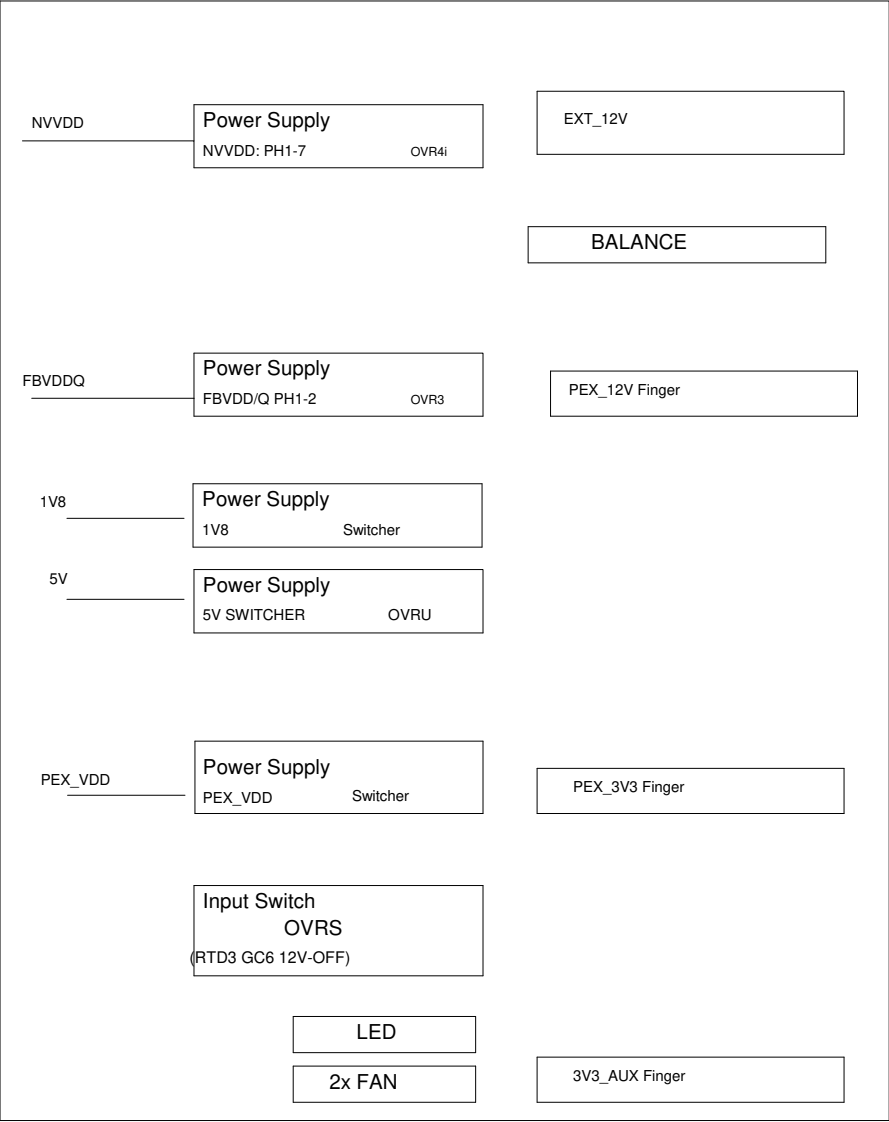 NVVDD
Power Supply
NVVDD: PH1-7 OVR4i
EXT_12V
BALANCE
FBVDDQ
Power Supply
FBVDD/Q PH1-2 OVR3
PEX_12V Finger
1V8
Power Supply
1V8 Switcher
5V
Power Supply
5V SWITCHER OVRU
PEX_VDD
Power Supply
PEX_VDD Switcher
PEX_3V3 Finger
Input Switch
OVRS
(RTD3 GC6 12V-OFF)
LED
2x FAN
3V3_AUX Finger